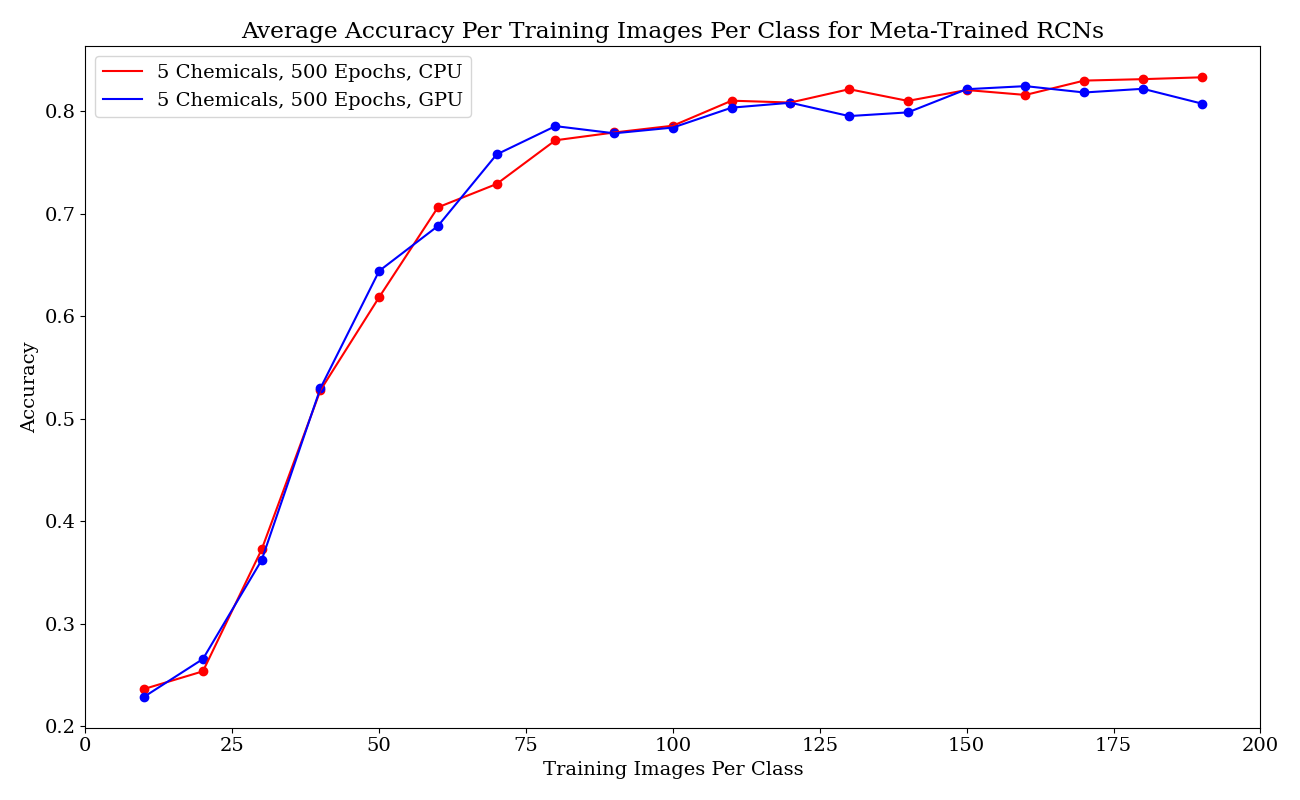 Average Accuracy Per Training Images Per Class for Meta-Trained RCNs
5 Chemicals, 500 Epochs, CPU
5 Chemicals, 500 Epochs, GPU
0.8
0.7
0.6
0.5
0.4
0.3
0.2
Accuracy
0 25 50 75 100 125 150 175 200
Training Images Per Class